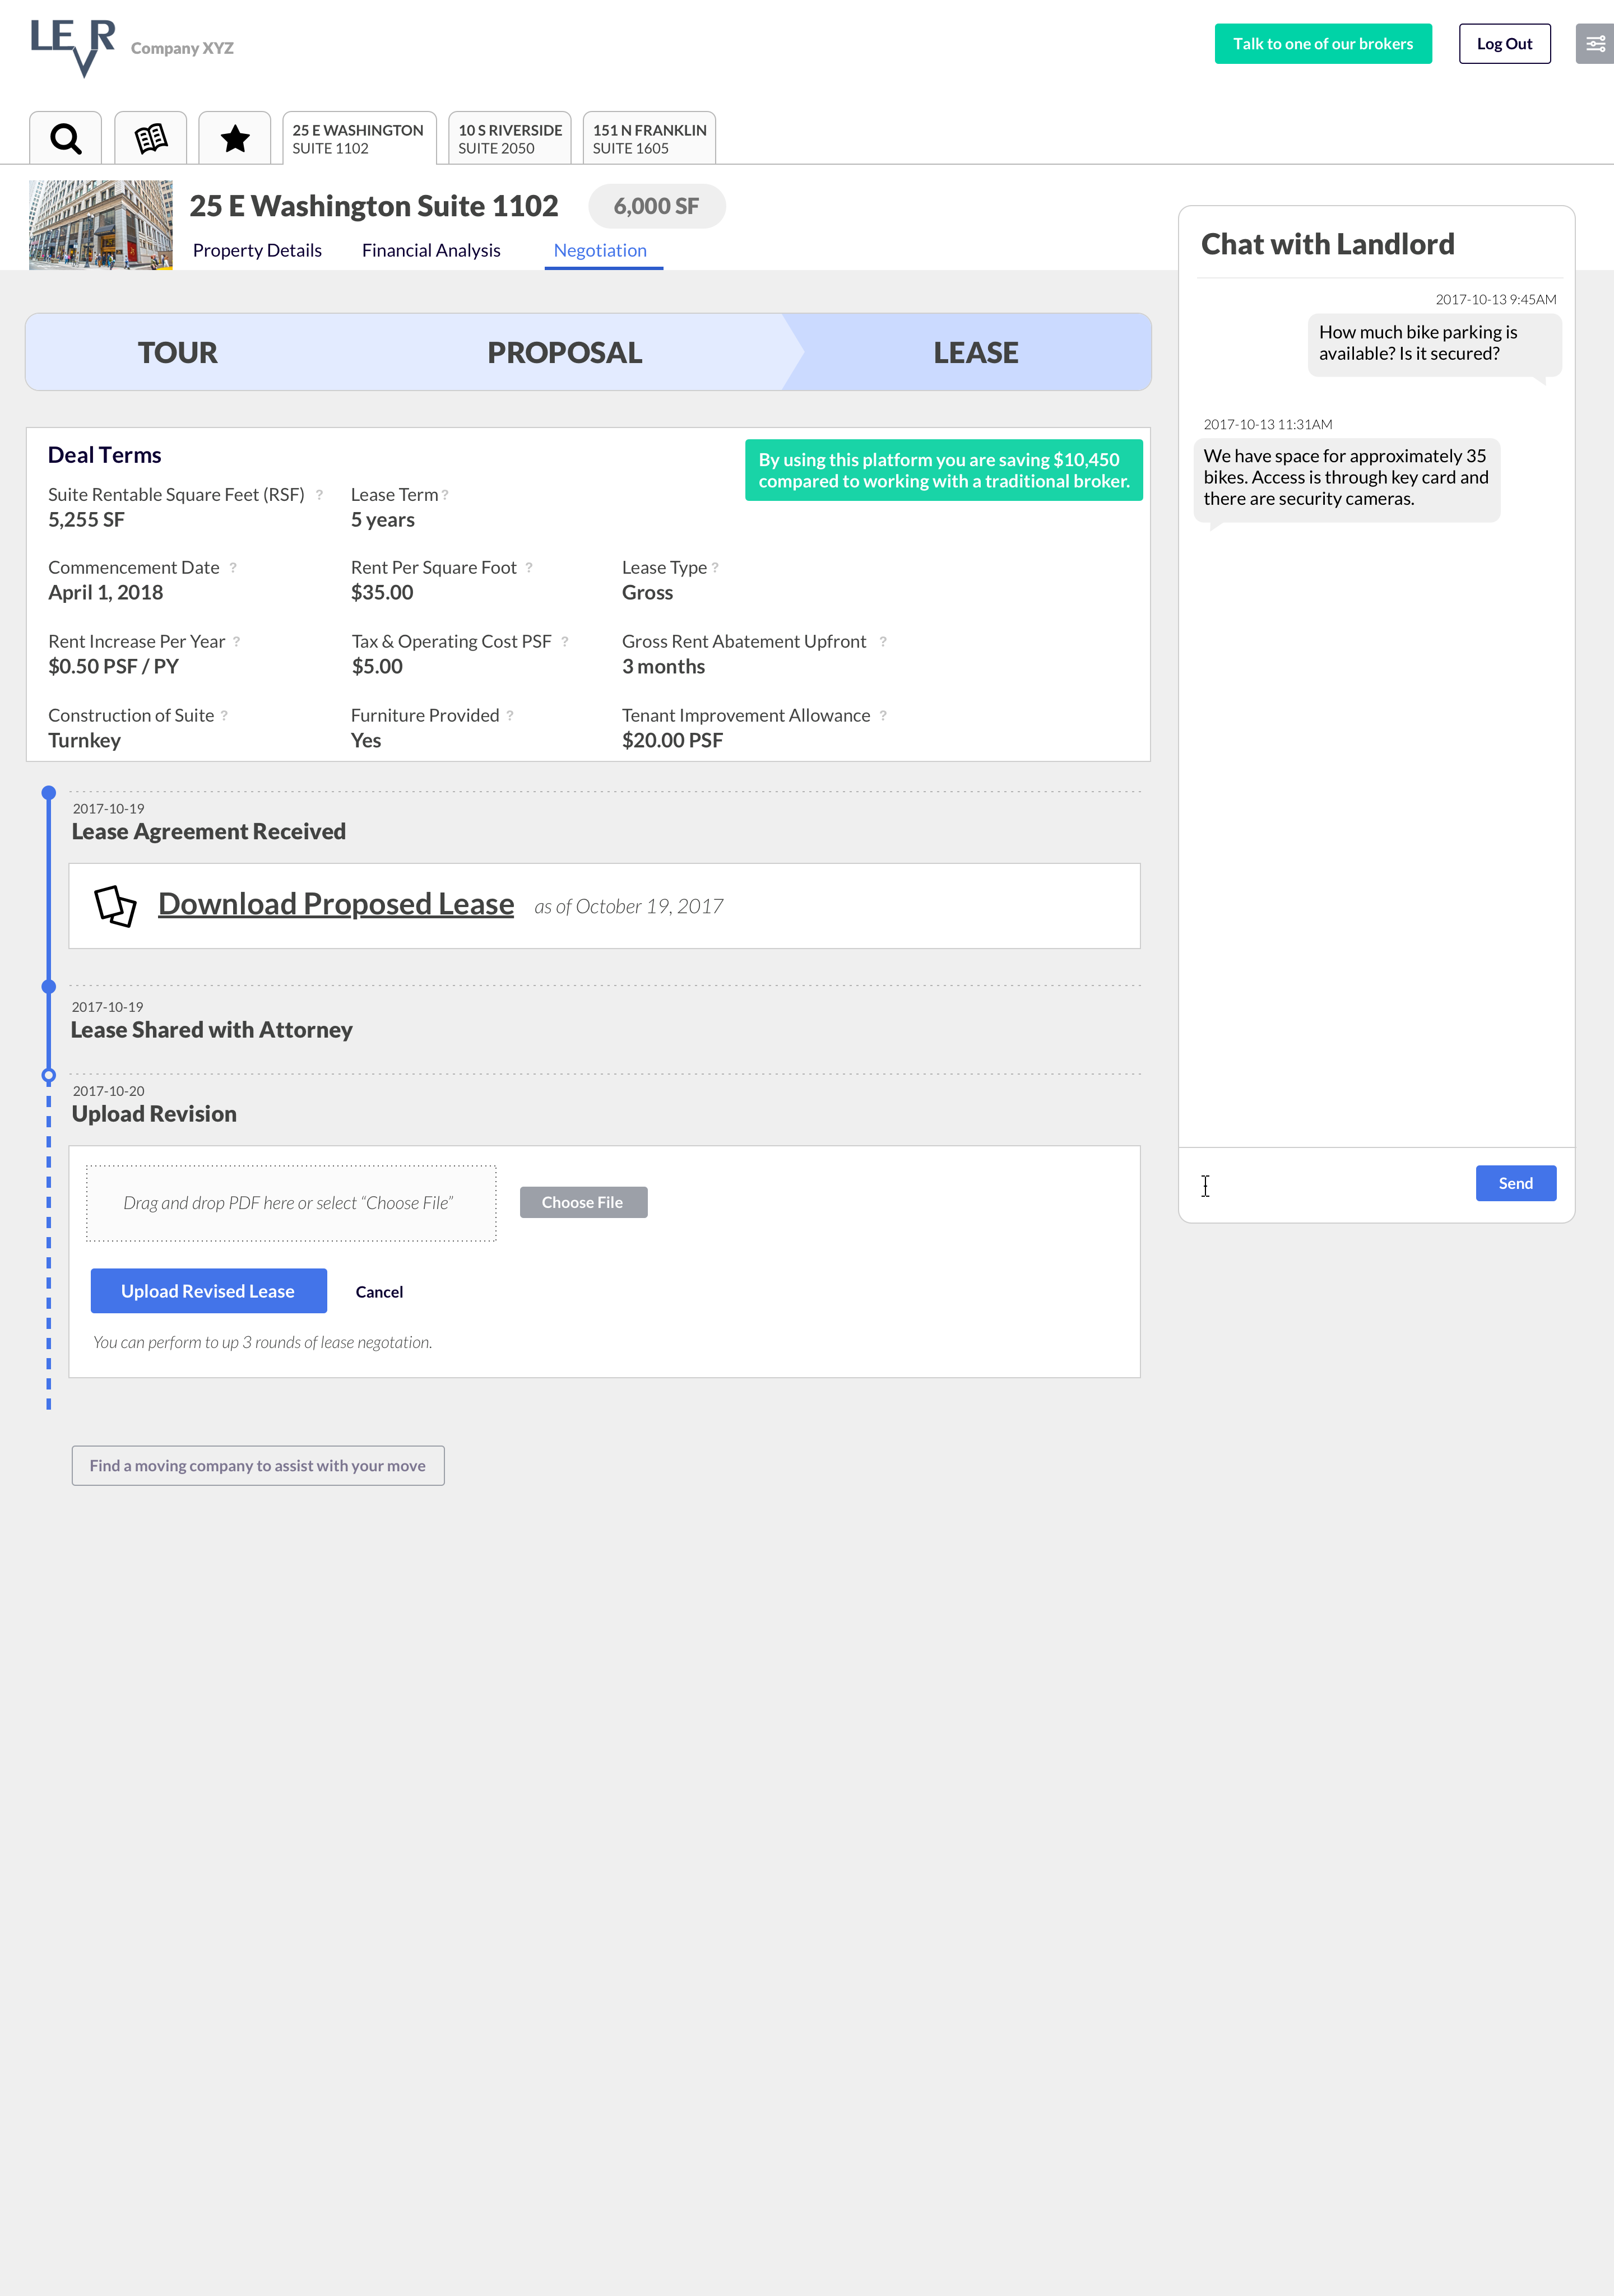 LEVR
Company XYZ
Talk to one of our brokers
Log Out
25 E WASHINGTON
SUITE 1102
10 S RIVERSIDE
SUITE 2050
151 N FRANKLIN
SUITE 1605
25 E Washington Suite 1102
6,000 SF
Property Details
Financial Analysis
Negotiation
TOUR
PROPOSAL
LEASE
Deal Terms
By using this platform you are saving $10,450
compared to working with a traditional broker.
Suite Rentable Square Feet (RSF) ?
5,255 SF
Lease Term ?
5 years
Commencement Date ?
April 1, 2018
Rent Per Square Foot ?
$35.00
Lease Type ?
Gross
Rent Increase Per Year ?
$0.50 PSF / PY
Tax & Operating Cost PSF ?
$5.00
Gross Rent Abatement Upfront ?
3 months
Construction of Suite ?
Turnkey
Furniture Provided ?
Yes
Tenant Improvement Allowance ?
$20.00 PSF
2017-10-19
Lease Agreement Received
Download Proposed Lease as of October 19, 2017
2017-10-19
Lease Shared with Attorney
2017-10-20
Upload Revision
Drag and drop PDF here or select “Choose File”
Choose File
Upload Revised Lease
Cancel
You can perform to up 3 rounds of lease negotation.
Find a moving company to assist with your move
Chat with Landlord
2017-10-13 9:45AM
How much bike parking is
available? Is it secured?
2017-10-13 11:31AM
We have space for approximately 35
bikes. Access is through key card and
there are security cameras.
Send